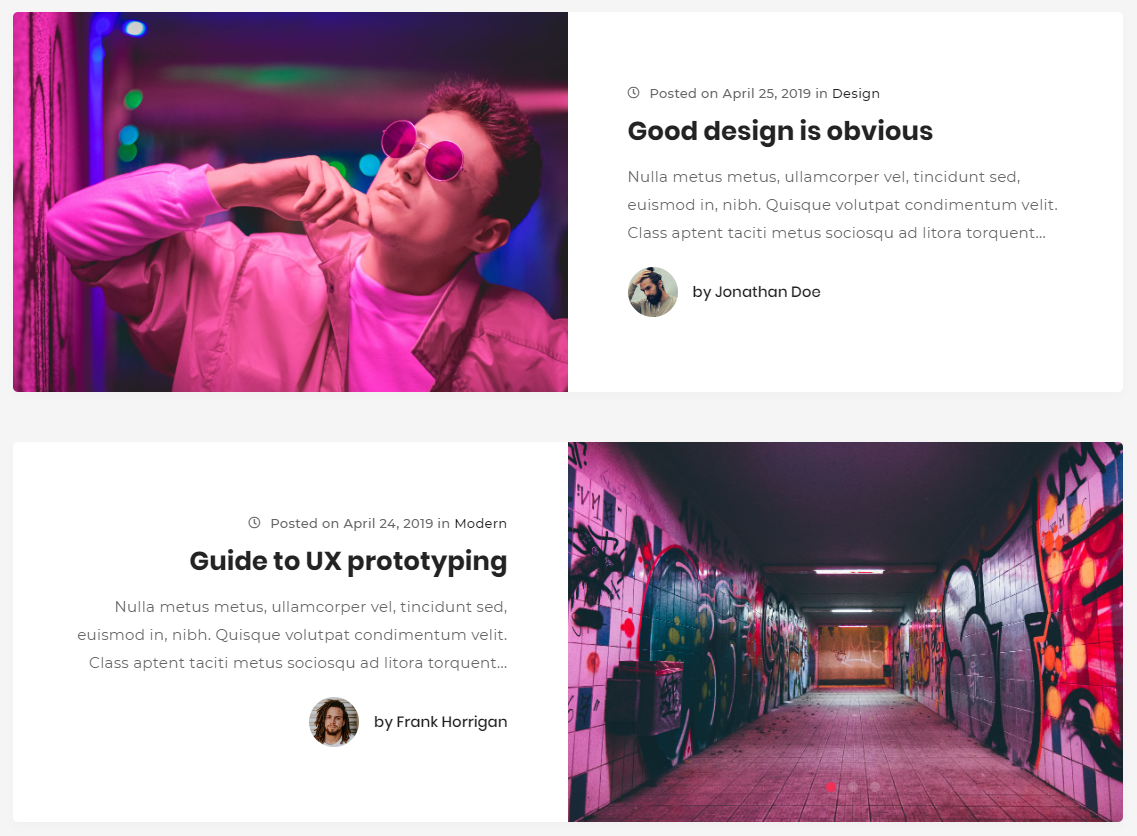 Posted on April 25, 2019 in Design
Good design is obvious
Nulla metus metus, ullamcorper vel, tincidunt sed,
euismod in, nibh. Quisque volutpat condimentum velit.
Class aptent taciti metus sociosqu ad litora torquent...
by Jonathan Doe
Posted on April 24, 2019 in Modern
Guide to UX prototyping
Nulla metus metus, ullamcorper vel, tincidunt sed,
euismod in, nibh. Quisque volutpat condimentum velit.
Class aptent taciti metus sociosqu ad litora torquent...
by Frank Horrigan